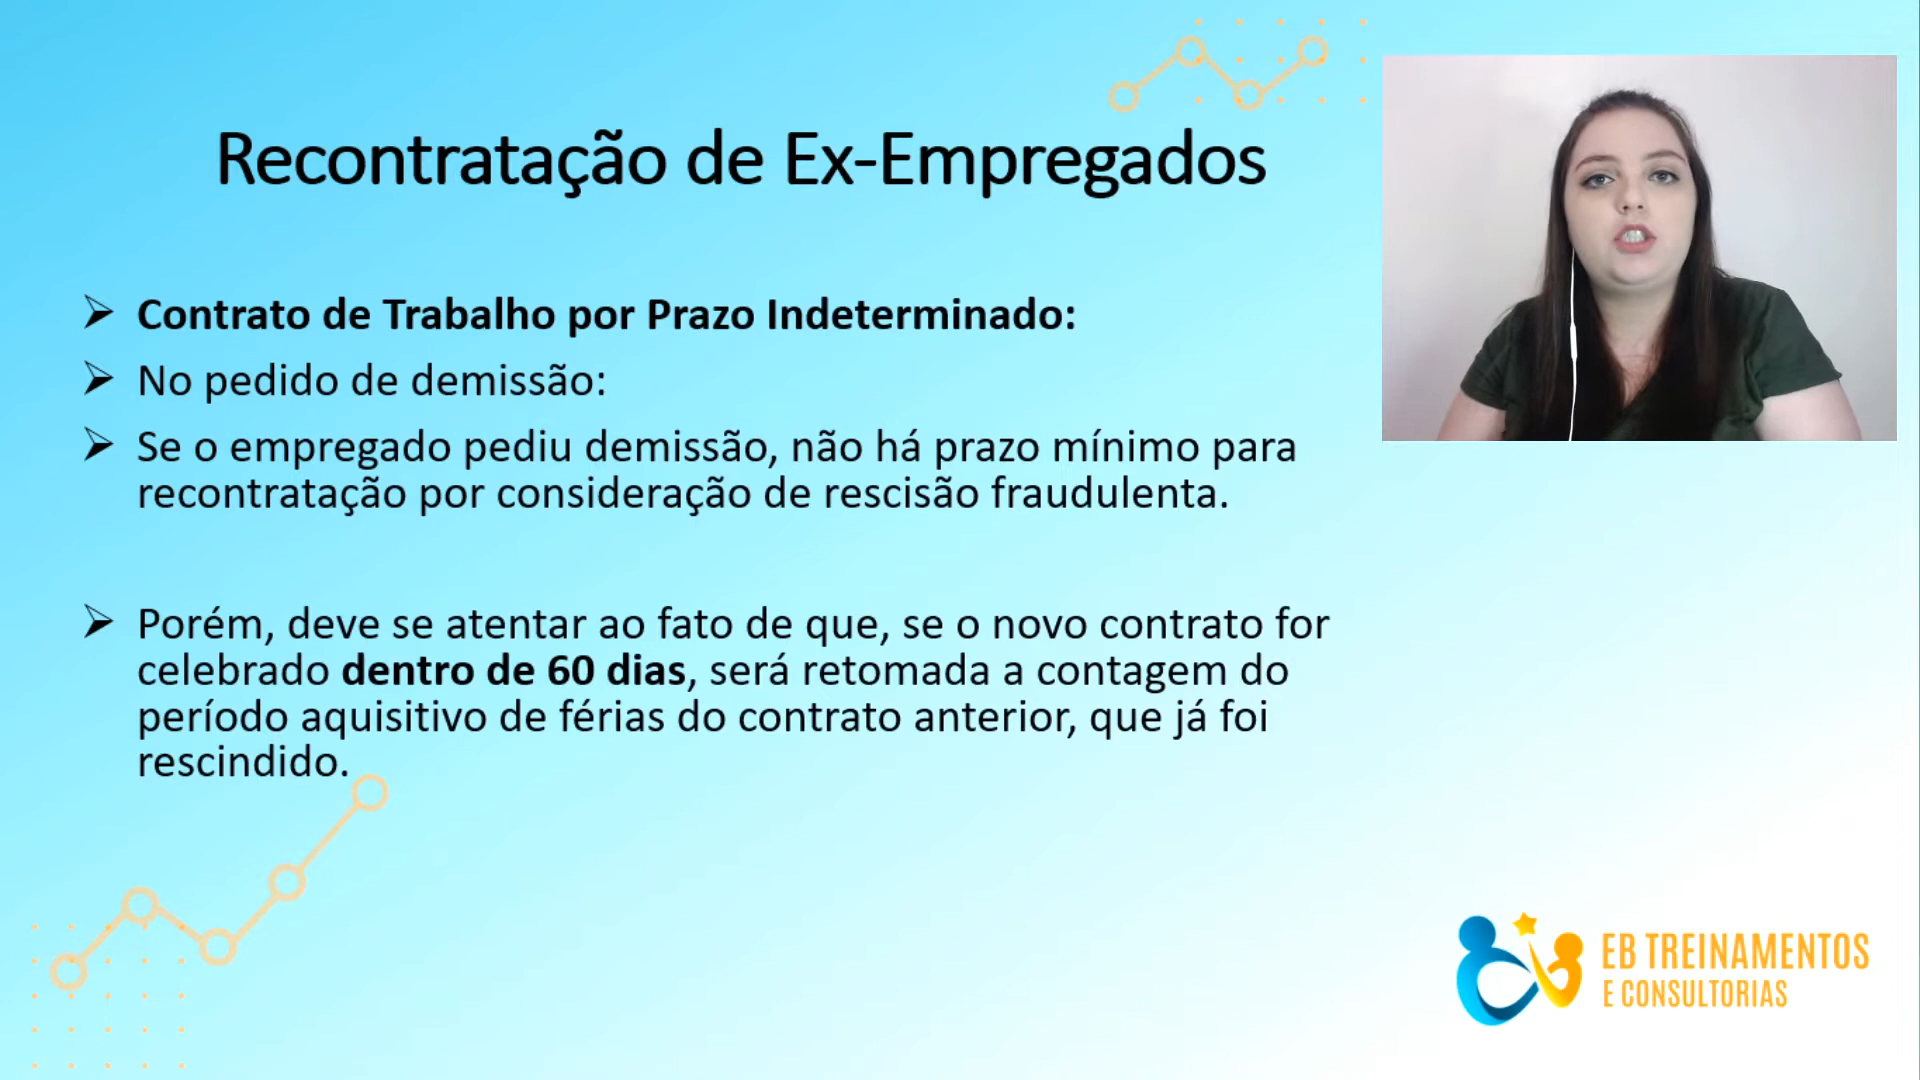 Recontratação de Ex-Empregados
Contrato de Trabalho por Prazo Indeterminado:
No pedido de demissão:
Se o empregado pediu demissão, não há prazo mínimo para
recontratação por consideração de rescisão fraudulenta.
Porém, deve se atentar ao fato de que, se o novo contrato for
celebrado dentro de 60 dias, será retomada a contagem do
período aquisitivo de férias do contrato anterior, que já foi
rescindido.
EB TREINAMENTOS
E CONSULTORIAS